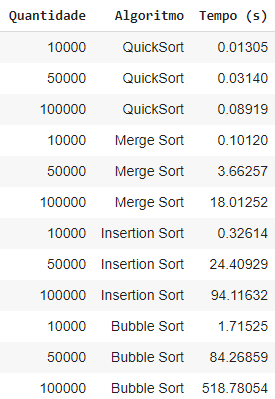 Quantidade Algoritmo Tempo (s)
10000 QuickSort 0.01305
50000 QuickSort 0.03140
100000 QuickSort 0.08919
10000 Merge Sort 0.10120
50000 Merge Sort 3.66257
100000 Merge Sort 18.01252
10000 Insertion Sort 0.32614
50000 Insertion Sort 24.40929
100000 Insertion Sort 94.11632
10000 Bubble Sort 1.71525
50000 Bubble Sort 84.26859
100000 Bubble Sort 518.78054